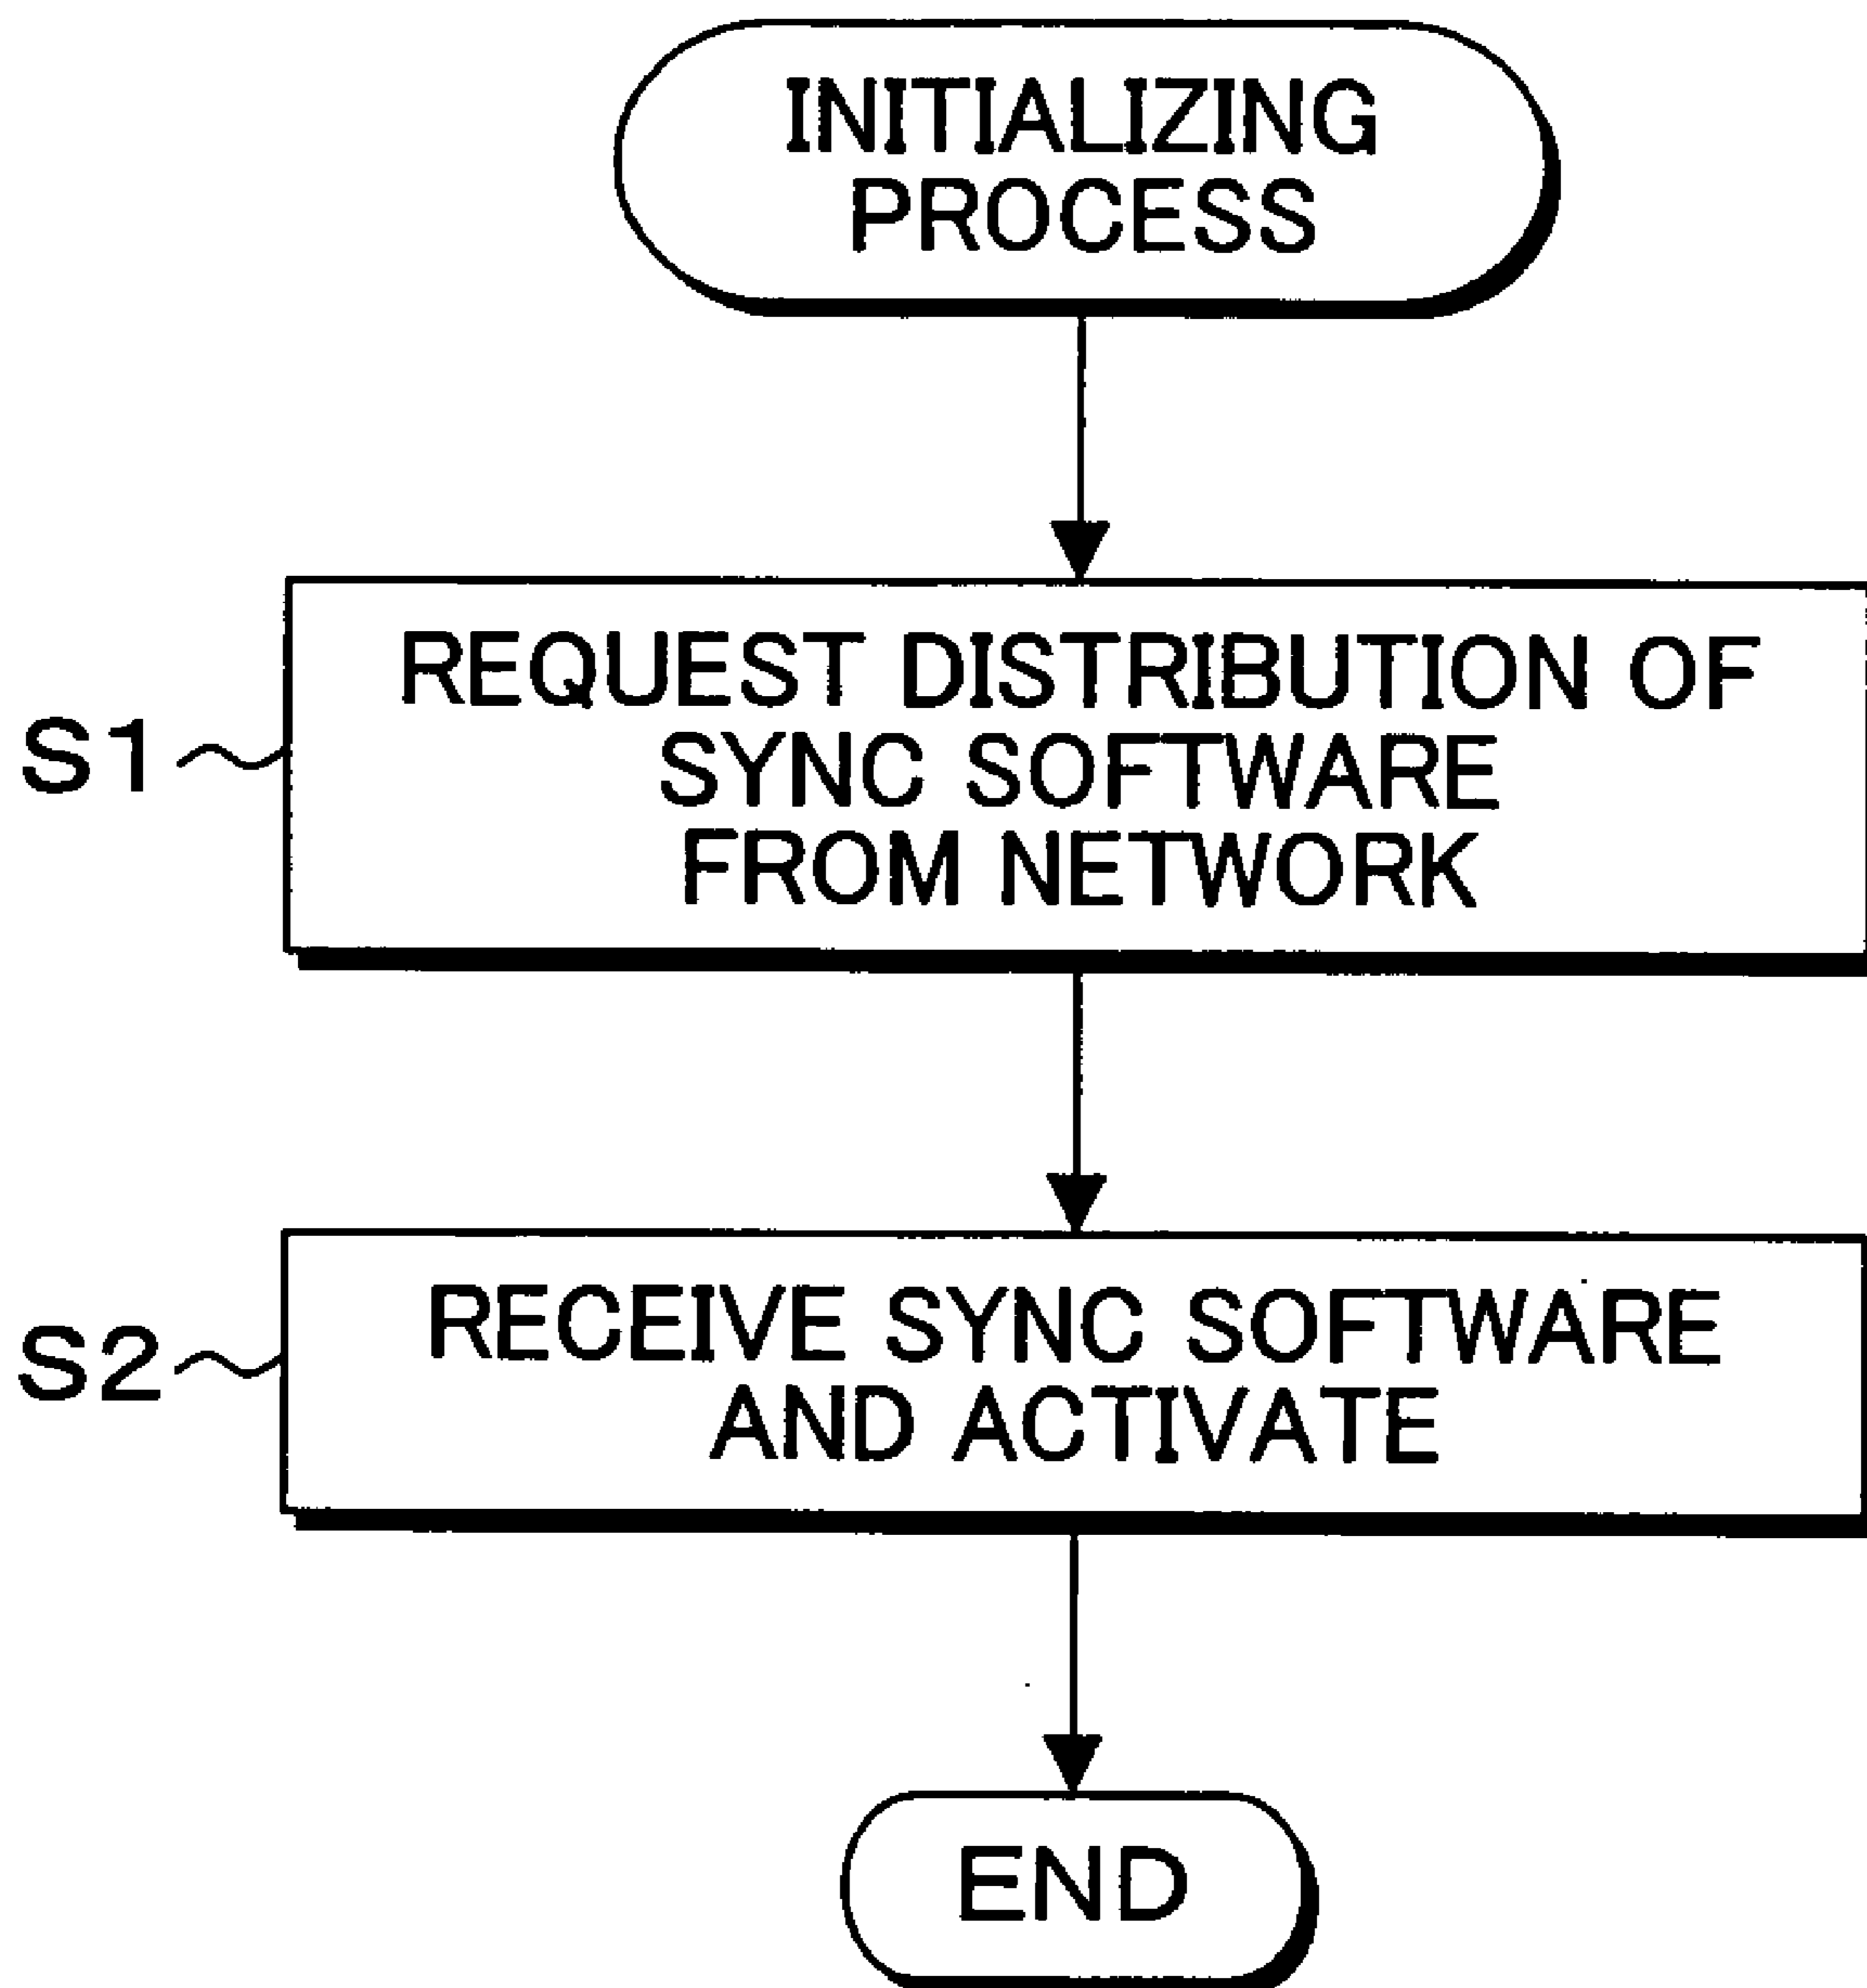 INITIALIZING
PROCESS
S1
REQUEST DISTRIBUTION OF
SYNC SOFTWARE
FROM NETWORK
S2
RECEIVE SYNC SOFTWARE
AND ACTIVATE
END